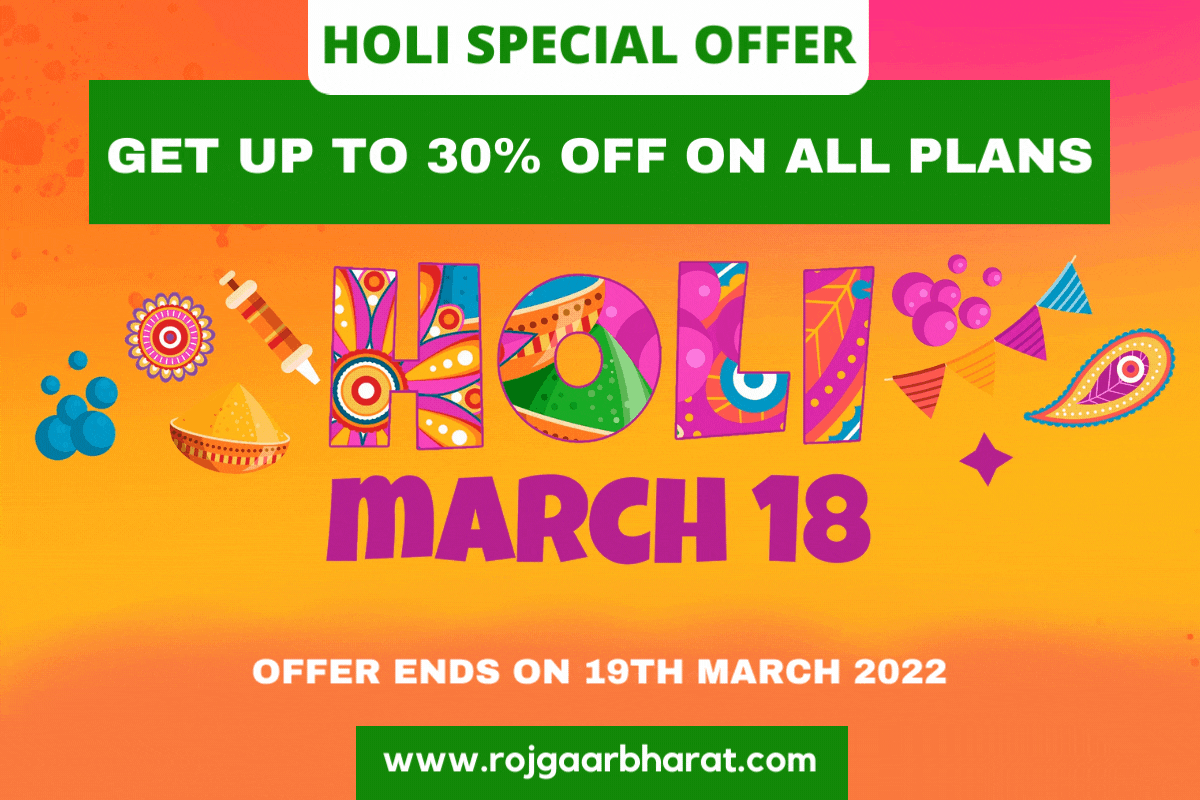 HOLI SPECIAL OFFER
GET UP TO 30% OFF ON ALL PLANS
HOLI
MARCH 18
OFFER ENDS ON 19TH MARCH 2022
www.rojgaarbharat.com